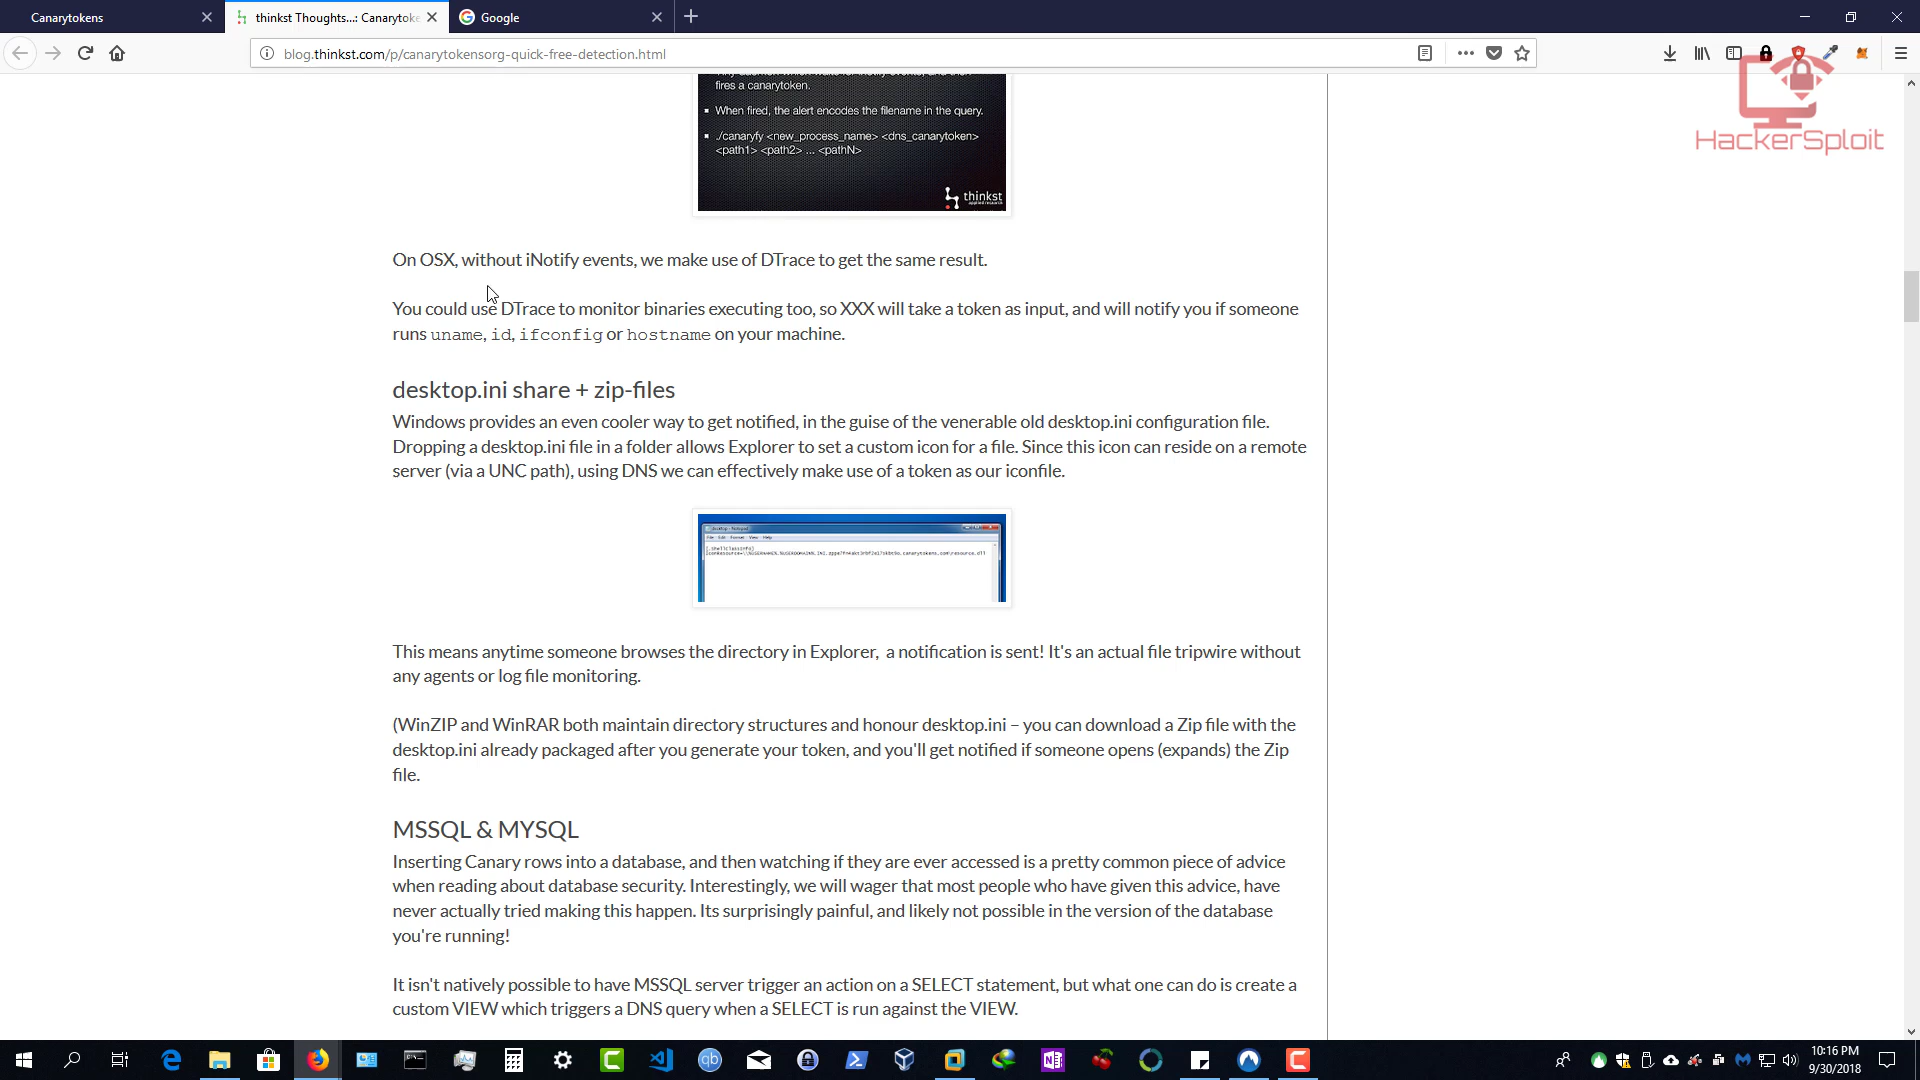 Canarytokens
thinkst Thoughts...: Canarytoke
Google
blog.thinkst.com/p/canarytokensorg-quick-free-detection.html
HackerSploit
fires a canarytoken.
When fired, the alert encodes the filename in the query.
./canaryfy <new_process_name> <dns_canarytoken>
<path1> <path2> ... <pathN>
thinkst
applied research
On OSX, without iNotify events, we make use of DTrace to get the same result.
You could use DTrace to monitor binaries executing too, so XXX will take a token as input, and will notify you if someone
runs uname, id, ifconfig or hostname on your machine.
desktop.ini share + zip-files
Windows provides an even cooler way to get notified, in the guise of the venerable old desktop.ini configuration file.
Dropping a desktop.ini file in a folder allows Explorer to set a custom icon for a file. Since this icon can reside on a remote
server (via a UNC path), using DNS we can effectively make use of a token as our iconfile.
desktop - Notepad
File Edit Format View Help
[.ShellClassInfo]
This means anytime someone browses the directory in Explorer,  a notification is sent! It's an actual file tripwire without
any agents or log file monitoring.
(WinZIP and WinRAR both maintain directory structures and honour desktop.ini – you can download a Zip file with the
desktop.ini already packaged after you generate your token, and you'll get notified if someone opens (expands) the Zip
file.
MSSQL & MYSQL
Inserting Canary rows into a database, and then watching if they are ever accessed is a pretty common piece of advice
when reading about database security. Interestingly, we will wager that most people who have given this advice, have
never actually tried making this happen. Its surprisingly painful, and likely not possible in the version of the database
you're running!
It isn't natively possible to have MSSQL server trigger an action on a SELECT statement, but what one can do is create a
custom VIEW which triggers a DNS query when a SELECT is run against the VIEW.
10:16 PM
9/30/2018